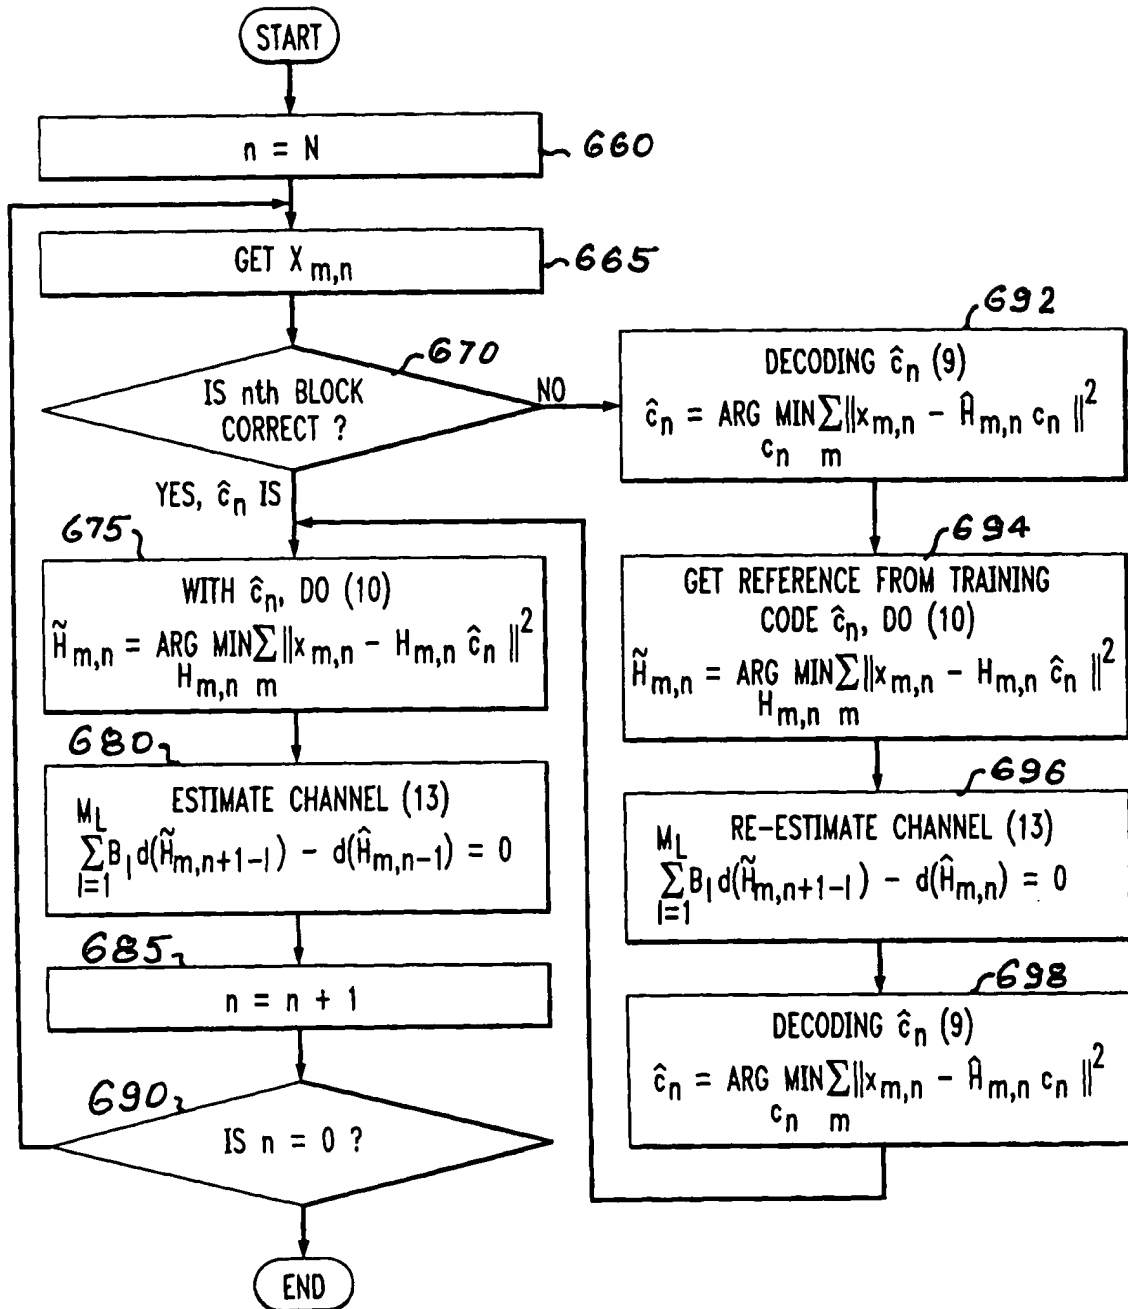 START
n = N
660
GET X m,n
665
670
IS nth BLOCK
CORRECT ?
NO
YES, ĉn IS
675
WITH ĉn, DO (10)
H̃m,n = ARG MIN Σ ||xm,n - Hm,n ĉn ||²
Hm,n m
680
ESTIMATE CHANNEL (13)
ML
Σ Bl d(H̃m,n+1-l) - d(Ĥm,n-1) = 0
l=1
685
n = n + 1
690
IS n = 0 ?
END
692
DECODING ĉn (9)
ĉn = ARG MIN Σ ||xm,n - Ĥm,n cn ||²
cn m
694
GET REFERENCE FROM TRAINING
CODE ĉn, DO (10)
H̃m,n = ARG MIN Σ ||xm,n - Hm,n ĉn ||²
Hm,n m
696
RE-ESTIMATE CHANNEL (13)
ML
Σ Bl d(H̃m,n+1-l) - d(Ĥm,n) = 0
l=1
698
DECODING ĉn (9)
ĉn = ARG MIN Σ ||xm,n - Ĥm,n cn ||²
cn m